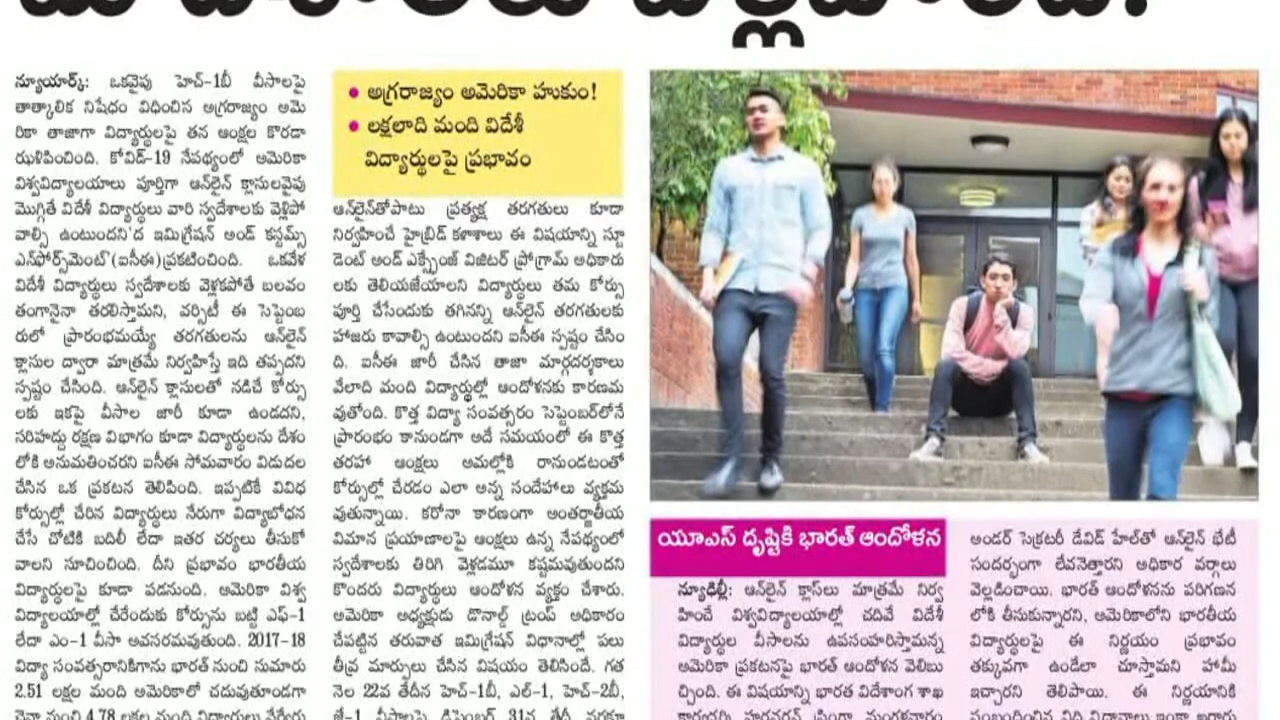 న్యూయార్క్: ఒకవైపు హెచ్-1బీ వీసాలపై
తాత్కాలిక నిషేధం విధించిన అగ్రరాజ్యం అమె
రికా తాజాగా విద్యార్థులపై తన ఆంక్షల కొరడా
ఝళిపించింది. కోవిడ్-19 నేపథ్యంలో అమెరికా
విశ్వవిద్యాలయాలు పూర్తిగా ఆన్‌లైన్ క్లాసులవైపు
మొగ్గితే విదేశీ విద్యార్థులు వారి స్వదేశాలకు వెళ్లిపో
వాల్సి ఉంటుందని'ద ఇమిగ్రేషన్ అండ్ కస్టమ్స్
ఎన్‌ఫోర్స్‌మెంట్'(ఐసీఈ)ప్రకటించింది. ఒకవేళ
విదేశీ విద్యార్థులు స్వదేశాలకు వెళ్లకపోతే బలవం
తంగానైనా తరలిస్తామని, వర్సిటీ ఈ సెప్టెంబ
రులో ప్రారంభమయ్యే తరగతులను ఆన్‌లైన్
క్లాసుల ద్వారా మాత్రమే నిర్వహిస్తే ఇది తప్పదని
స్పష్టం చేసింది. ఆన్‌లైన్ క్లాసులతో నడిచే కోర్సు
లకు ఇకపై వీసాల జారీ కూడా ఉండదని,
సరిహద్దు రక్షణ విభాగం కూడా విద్యార్థులను దేశం
లోకి అనుమతించరని ఐసీఈ సోమవారం విడుదల
చేసిన ఒక ప్రకటన తెలిపింది. ఇప్పటికే వివిధ
కోర్సుల్లో చేరిన విద్యార్థులు నేరుగా విద్యాబోధన
చేసే చోటికి బదిలీ లేదా ఇతర చర్యలు తీసుకో
వాలని సూచించింది. దీని ప్రభావం భారతీయ
విద్యార్థులపై కూడా పడనుంది. అమెరికా విశ్వ
విద్యాలయాల్లో చేరేందుకు కోర్సును బట్టి ఎఫ్-1
లేదా ఎం-1 వీసా అవసరమవుతుంది. 2017-18
విద్యా సంవత్సరానికిగాను భారత్ నుంచి సుమారు
2.51 లక్షల మంది అమెరికాలో చదువుతూండగా
చైనా నుంచి 4.78 లక్షల మంది విద్యార్థులు
• అగ్రరాజ్యం అమెరికా హుకుం!
• లక్షలాది మంది విదేశీ
విద్యార్థులపై ప్రభావం
ఆన్‌లైన్‌తోపాటు ప్రత్యక్ష తరగతులు కూడా
నిర్వహించే హైబ్రిడ్ కళాశాలు ఈ విషయాన్ని స్టూ
డెంట్ అండ్ ఎక్స్ఛేంజ్ విజిటర్ ప్రోగ్రామ్ అధికారు
లకు తెలియజేయాలని విద్యార్థులు తమ కోర్సు
పూర్తి చేసేందుకు తగినన్ని ఆన్‌లైన్ తరగతులకు
హాజరు కావాల్సి ఉంటుందని ఐసీఈ స్పష్టం చేసిం
ది. ఐసీఈ జారీ చేసిన తాజా మార్గదర్శకాలు
వేలాది మంది విద్యార్థుల్లో ఆందోళనకు కారణమ
వుతోంది. కొత్త విద్యా సంవత్సరం సెప్టెంబర్‌లోనే
ప్రారంభం కానుండగా అదే సమయంలో ఈ కొత్త
తరహా ఆంక్షలు అమల్లోకి రానుండటంతో
కోర్సుల్లో చేరడం ఎలా అన్న సందేహాలు వ్యక్తమ
వుతున్నాయి. కరోనా కారణంగా అంతర్జాతీయ
విమాన ప్రయాణాలపై ఆంక్షలు ఉన్న నేపథ్యంలో
స్వదేశాలకు తిరిగి వెళ్లడమూ కష్టమవుతుందని
కొందరు విద్యార్థులు ఆందోళన వ్యక్తం చేశారు.
అమెరికా అధ్యక్షుడు డొనాల్డ్ ట్రంప్ అధికారం
చేపట్టిన తరువాత ఇమిగ్రేషన్ విధానాల్లో పలు
తీవ్ర మార్పులు చేసిన విషయం తెలిసిందే. గత
నెల 22వ తేదీన హెచ్-1బీ, ఎల్-1, హెచ్-2బీ,
జే-1 వీసాలపై డిసెంబర్ 31వ తేదీ వరకూ
యూఎస్ దృష్టికి భారత్ ఆందోళన
న్యూఢిల్లీ: ఆన్‌లైన్ క్లాస్‌లు మాత్రమే నిర్వ
హించే విశ్వవిద్యాలయాల్లో చదివే విదేశీ
విద్యార్థుల వీసాలను ఉపసంహరిస్తామన్న
అమెరికా ప్రకటనపై భారత్ ఆందోళన వెలిబు
చ్చింది. ఈ విషయాన్ని భారత విదేశాంగ శాఖ
కార్యదర్శి
అండర్ సెక్రటరీ డేవిడ్ హేల్‌తో ఆన్‌లైన్ భేటీ
సందర్భంగా లేవనెత్తారని అధికార వర్గాలు
వెల్లడించాయి. భారత్ ఆందోళనను పరిగణన
లోకి తీసుకున్నారని, అమెరికాలోని భారతీయ
విద్యార్థులపై ఈ నిర్ణయం ప్రభావం
తక్కువగా ఉండేలా చూస్తామని హామీ
ఇచ్చారని తెలిపాయి. ఈ నిర్ణయానికి